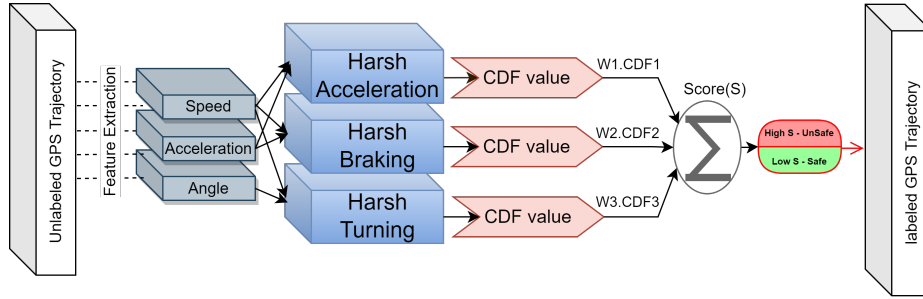 Unlabeled GPS Trajectory
Feature Extraction
Speed
Acceleration
Angle
Harsh
Acceleration
Harsh
Braking
Harsh
Turning
CDF value
CDF value
CDF value
W1.CDF1
W2.CDF2
W3.CDF3
Score(S)
∑
High S - UnSafe
Low S - Safe
labeled GPS Trajectory